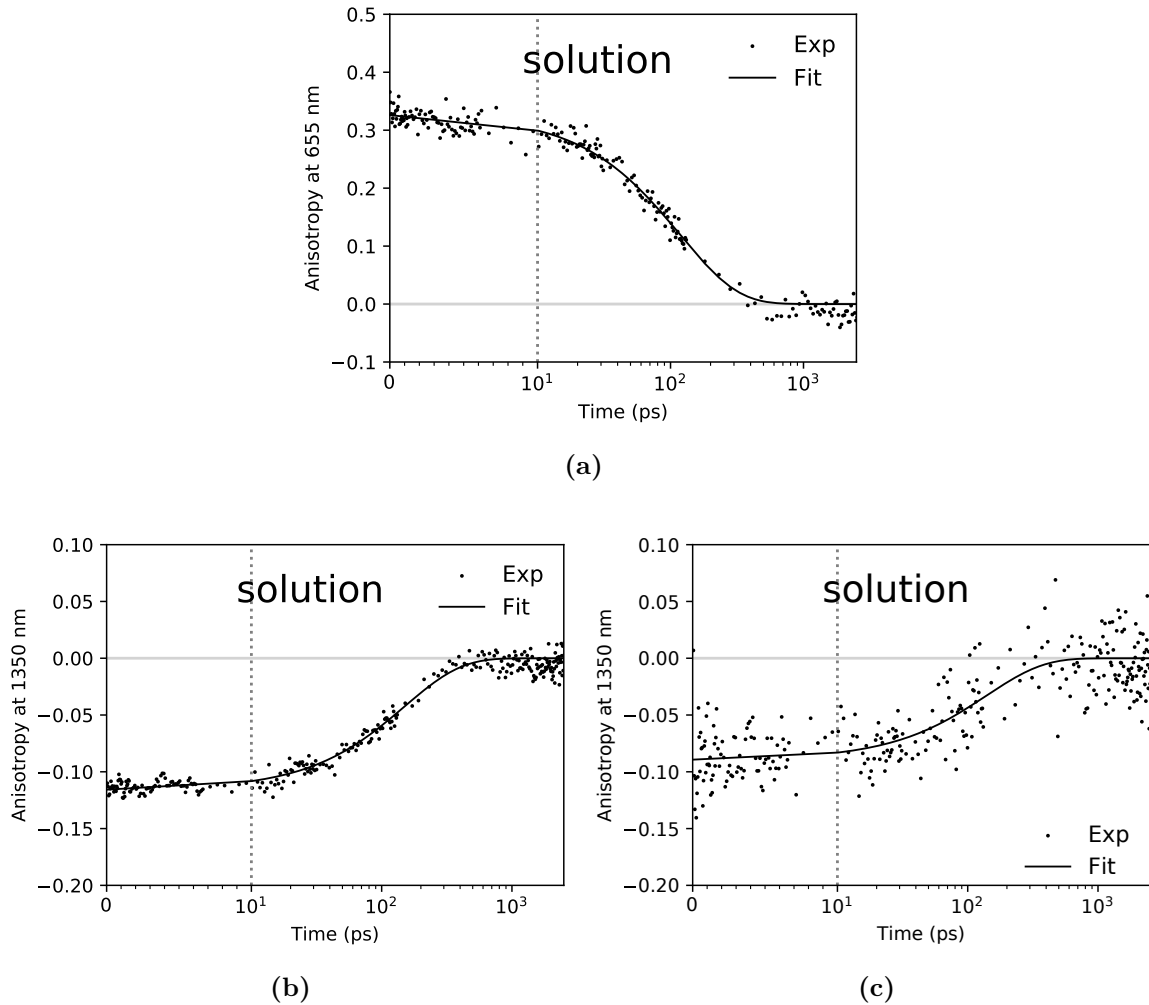 0.5
solution
Exp
Fit
0.4
0.3
0.2
0.1
0.0
−0.1
Anisotropy at 655 nm
0
10¹
10²
10³
Time (ps)
(a)
0.10
solution
Exp
Fit
0.05
0.00
−0.05
−0.10
−0.15
−0.20
Anisotropy at 1350 nm
0
10¹
10²
10³
Time (ps)
(b)
0.10
solution
0.05
0.00
−0.05
−0.10
−0.15
−0.20
Anisotropy at 1350 nm
Exp
Fit
0
10¹
10²
10³
Time (ps)
(c)